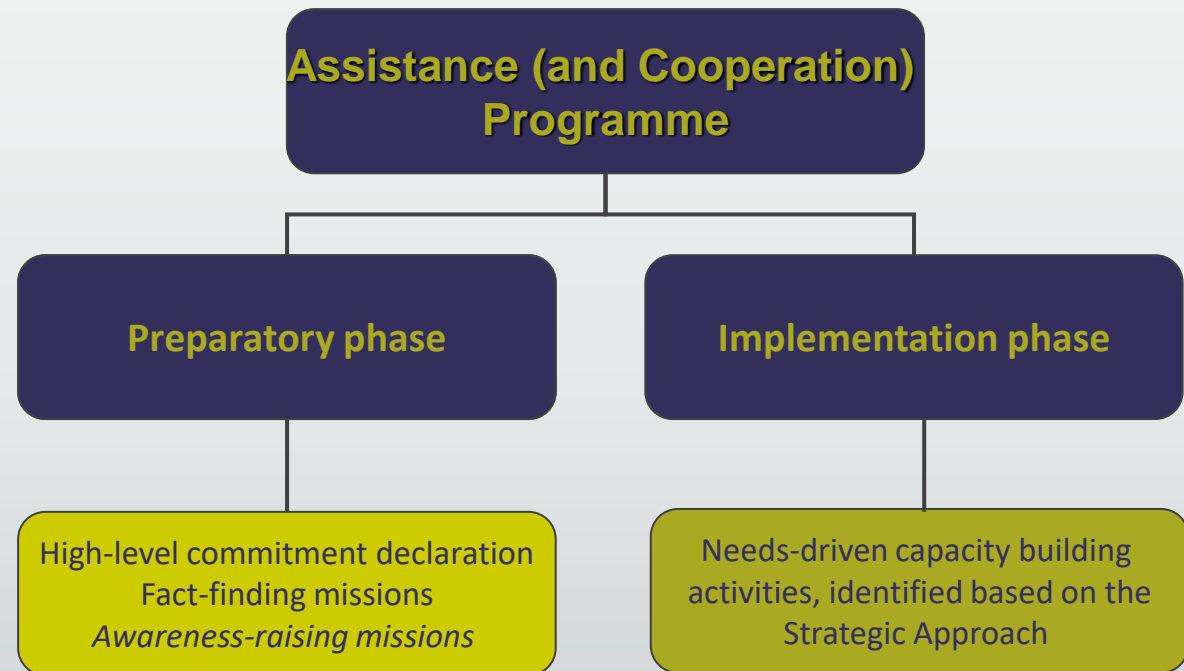 Assistance (and Cooperation)
Programme
Preparatory phase
Implementation phase
High-level commitment declaration
Fact-finding missions
Awareness-raising missions
Needs-driven capacity building
activities, identified based on the
Strategic Approach